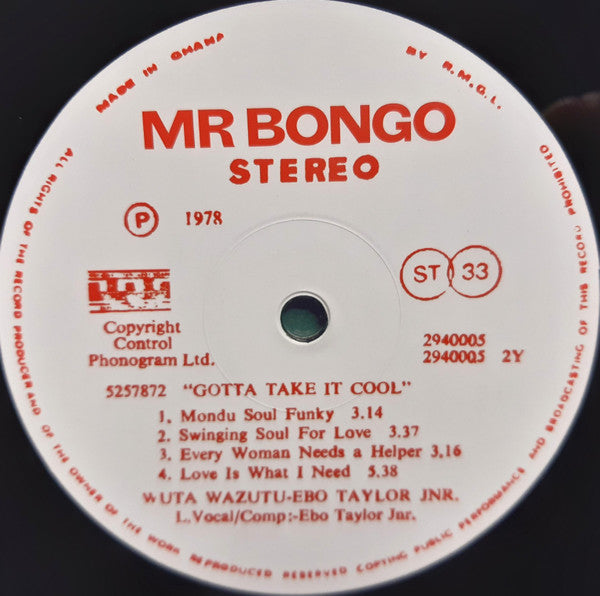 MADE IN GHANA
BY R.M.G.L.
MR BONGO
STEREO
P 1978
ST 33
Copyright
Control
Phonogram Ltd.
2940005
2940005 2Y
5257872 "GOTTA TAKE IT COOL"
1. Mondu Soul Funky 3.14
2. Swinging Soul For Love 3.37
3. Every Woman Needs a Helper 3,16
4. Love Is What I Need 5.38
WUTA WAZUTU-EBO TAYLOR JNR.
L.Vocal/Comp:-Ebo Taylor Jnr.
ALL RIGHTS OF THE RECORD PRODUCER AND OF THE OWNER OF THE WORK REPRODUCED RESERVED COPYING PUBLIC PERFORMANCE AND BROADCASTING OF THIS RECORD PROHIBITED